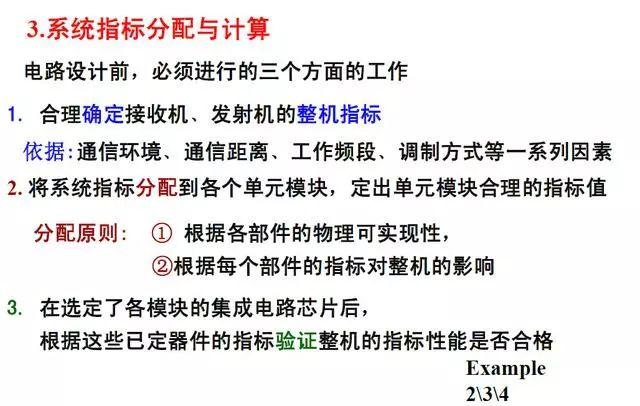 3.系统指标分配与计算
电路设计前，必须进行的三个方面的工作
1. 合理确定接收机、发射机的整机指标
依据:通信环境、通信距离、工作频段、调制方式等一系列因素
2. 将系统指标分配到各个单元模块，定出单元模块合理的指标值
分配原则: ① 根据各部件的物理可实现性，
②根据每个部件的指标对整机的影响
3. 在选定了各模块的集成电路芯片后，
根据这些已定器件的指标验证整机的指标性能是否合格
Example
2\3\4